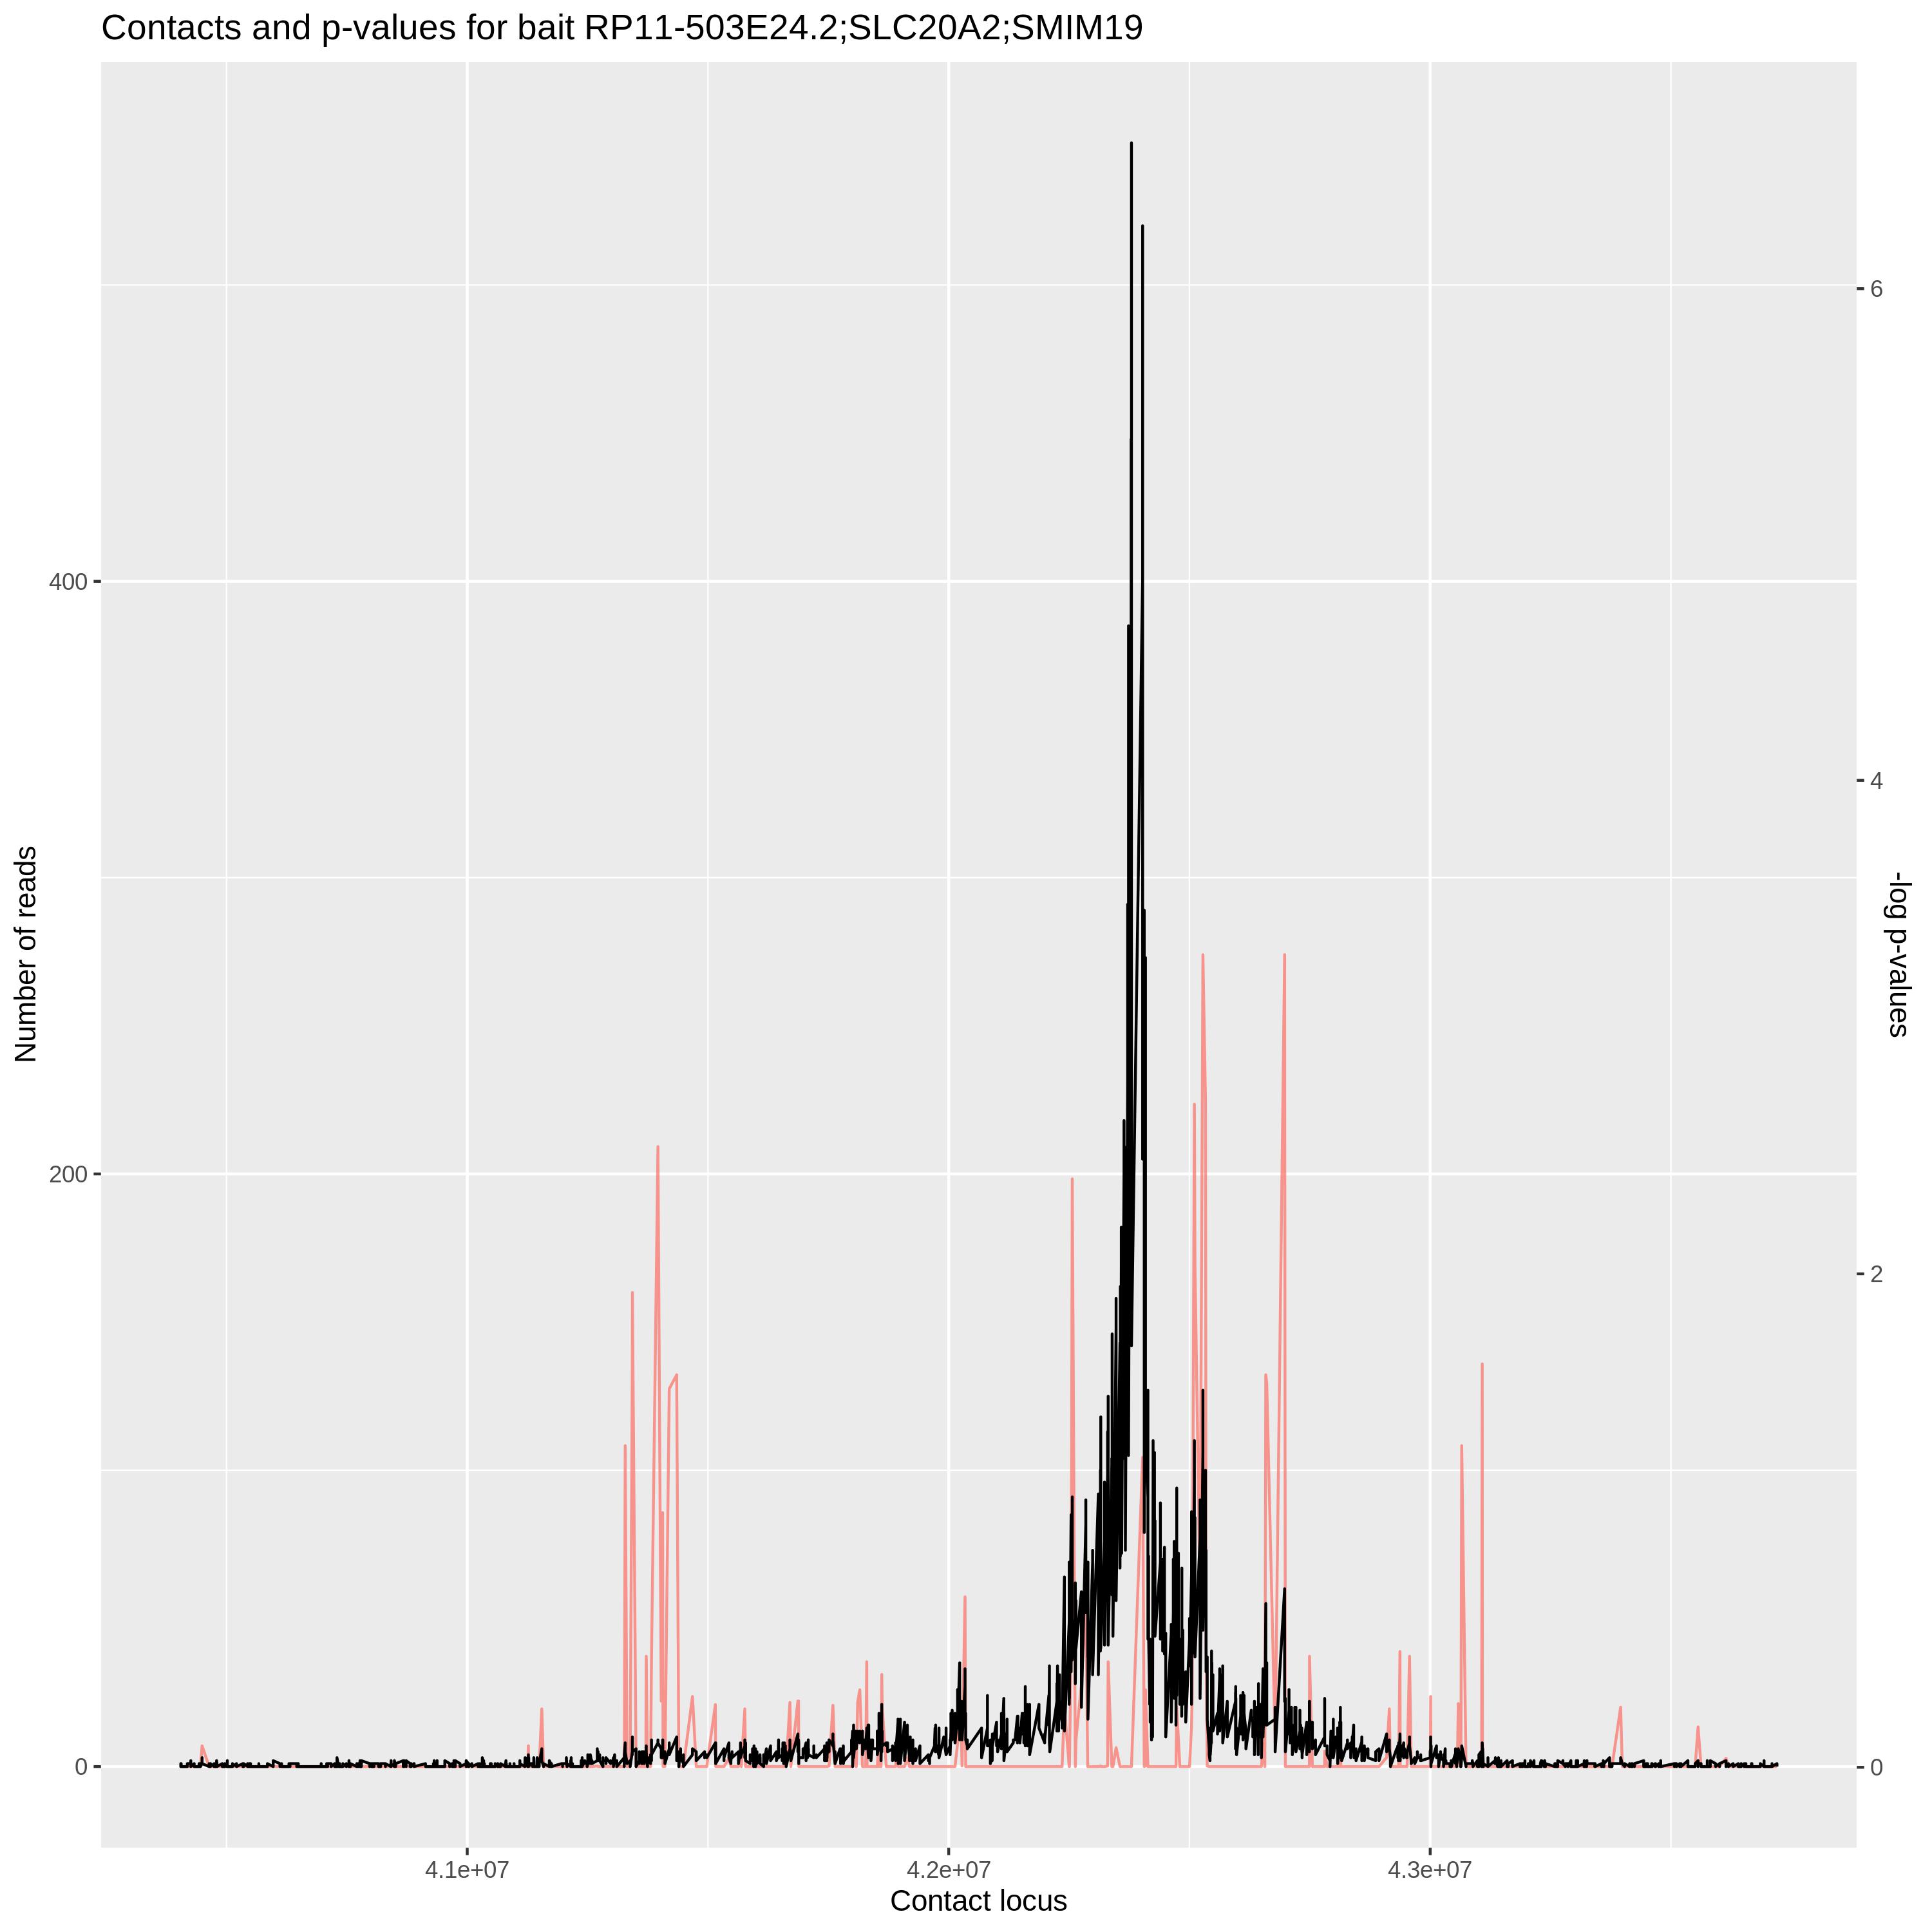 Contacts and p-values for bait RP11-503E24.2;SLC20A2;SMIM19
Number of reads
400
200
0
6
4
2
0
-log p-values
4.1e+07 4.2e+07 4.3e+07
Contact locus